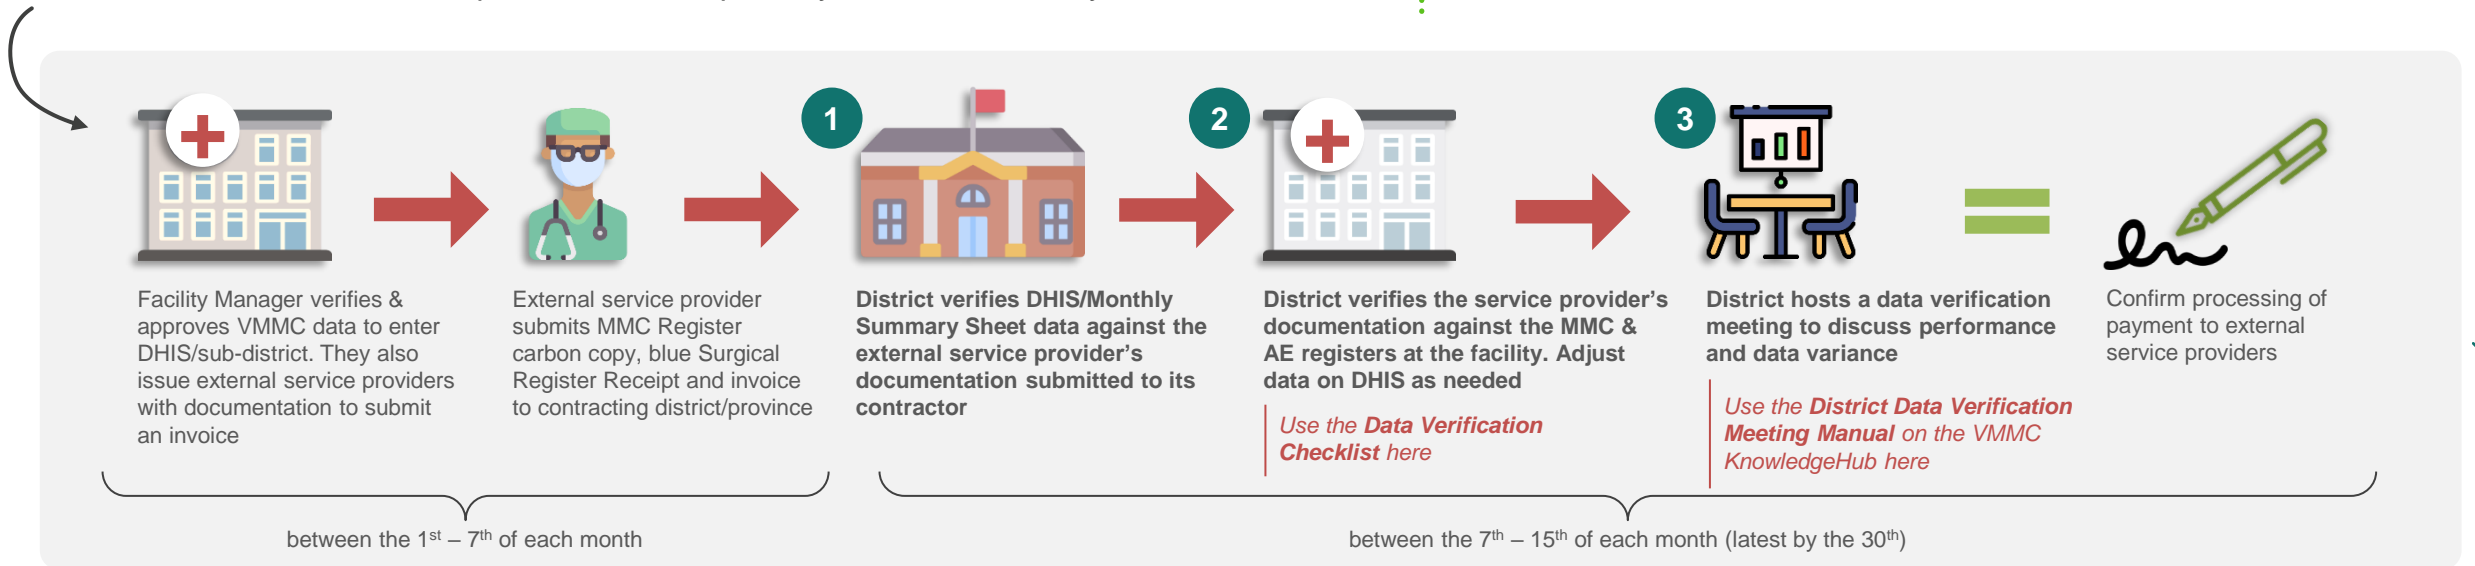 1
2
3
Facility Manager verifies &
approves VMMC data to enter
DHIS/sub-district. They also
issue external service providers
with documentation to submit
an invoice
External service provider
submits MMC Register
carbon copy, blue Surgical
Register Receipt and invoice
to contracting district/province
District verifies DHIS/Monthly
Summary Sheet data against the
external service provider's
documentation submitted to its
contractor
District verifies the service provider's
documentation against the MMC &
AE registers at the facility. Adjust
data on DHIS as needed
Use the Data Verification
Checklist here
District hosts a data verification
meeting to discuss performance
and data variance
Use the District Data Verification
Meeting Manual on the VMMC
KnowledgeHub here
Confirm processing of
payment to external
service providers
between the 1st – 7th of each month
between the 7th – 15th of each month (latest by the 30th)